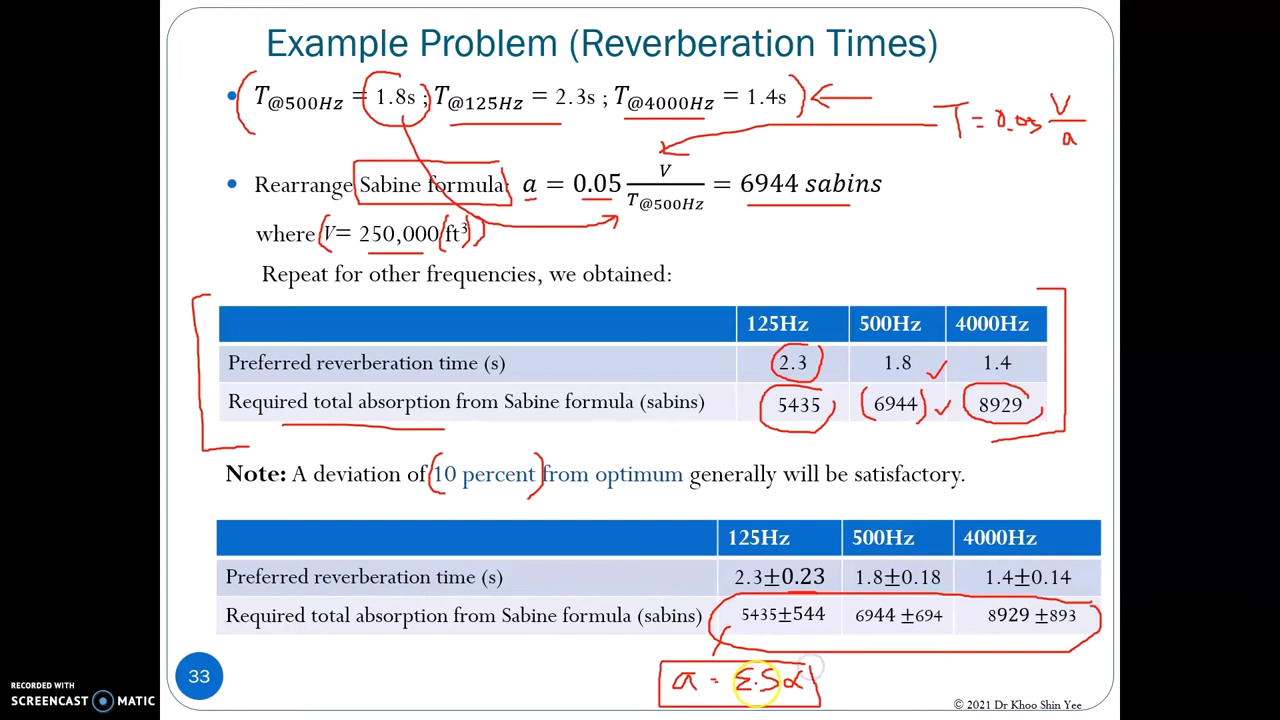 Example Problem (Reverberation Times)
• T@500Hz = 1.8s ; T@125Hz = 2.3s ; T@4000Hz = 1.4s
T = 0.05 V/a
• Rearrange Sabine formula: a = 0.05 V/T@500Hz = 6944 sabins
where V= 250,000 ft³
Repeat for other frequencies, we obtained:
125Hz 500Hz 4000Hz
Preferred reverberation time (s) 2.3 1.8 1.4
Required total absorption from Sabine formula (sabins) 5435 6944 8929
Note: A deviation of 10 percent from optimum generally will be satisfactory.
125Hz 500Hz 4000Hz
Preferred reverberation time (s) 2.3±0.23 1.8±0.18 1.4±0.14
Required total absorption from Sabine formula (sabins) 5435±544 6944 ±694 8929 ±893
a = Σ.Sα
33
RECORDED WITH
SCREENCAST MATIC
© 2021 Dr Khoo Shin Yee